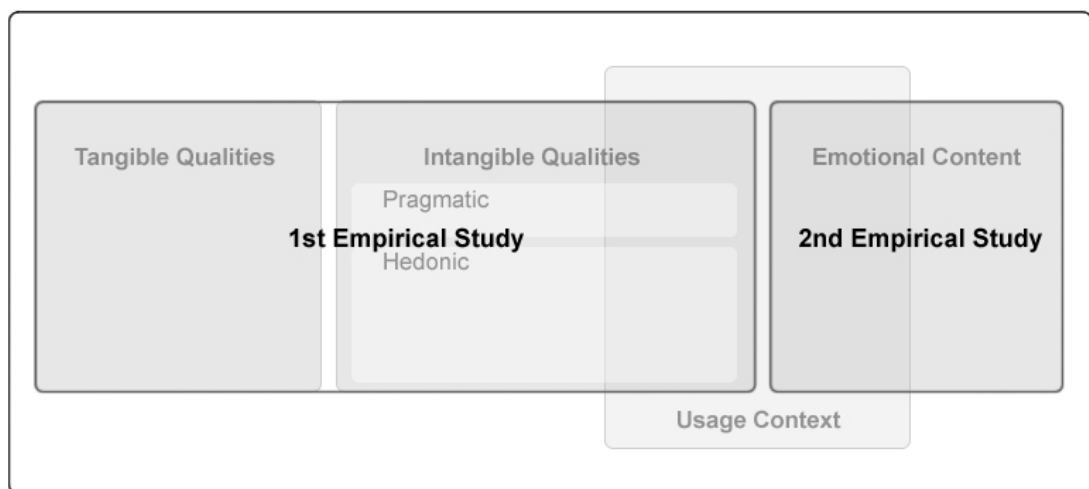 Tangible Qualities
Intangible Qualities
Emotional Content
Pragmatic
1st Empirical Study
2nd Empirical Study
Hedonic
Usage Context